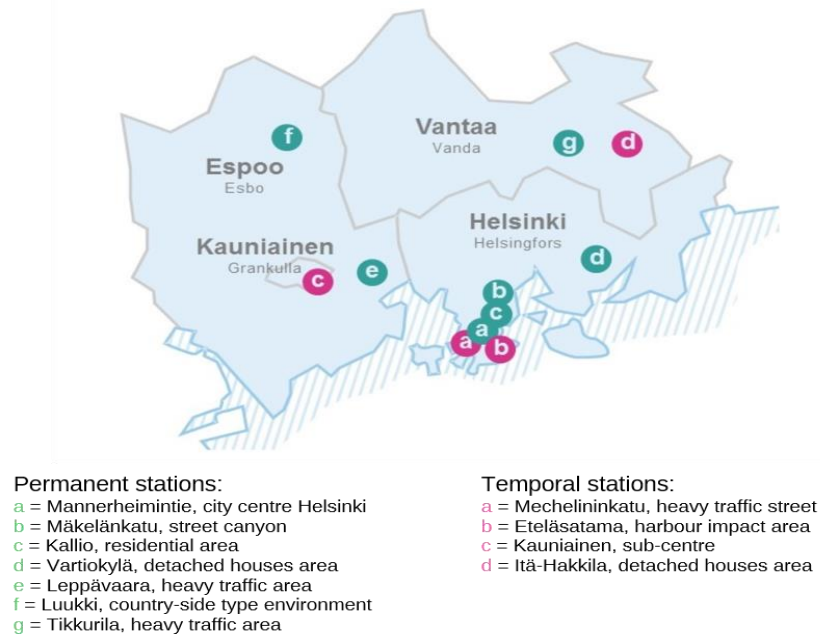 Vantaa
Vanda
f
g
d
Espoo
Esbo
Helsinki
Helsingfors
Kauniainen
Grankulla
c
e
d
b
c
a
a
b
Permanent stations:
a = Mannerheimintie, city centre Helsinki
b = Mäkelänkatu, street canyon
c = Kallio, residential area
d = Vartiokylä, detached houses area
e = Leppävaara, heavy traffic area
f = Luukki, country-side type environment
g = Tikkurila, heavy traffic area
Temporal stations:
a = Mechelininkatu, heavy traffic street
b = Eteläsatama, harbour impact area
c = Kauniainen, sub-centre
d = Itä-Hakkila, detached houses area